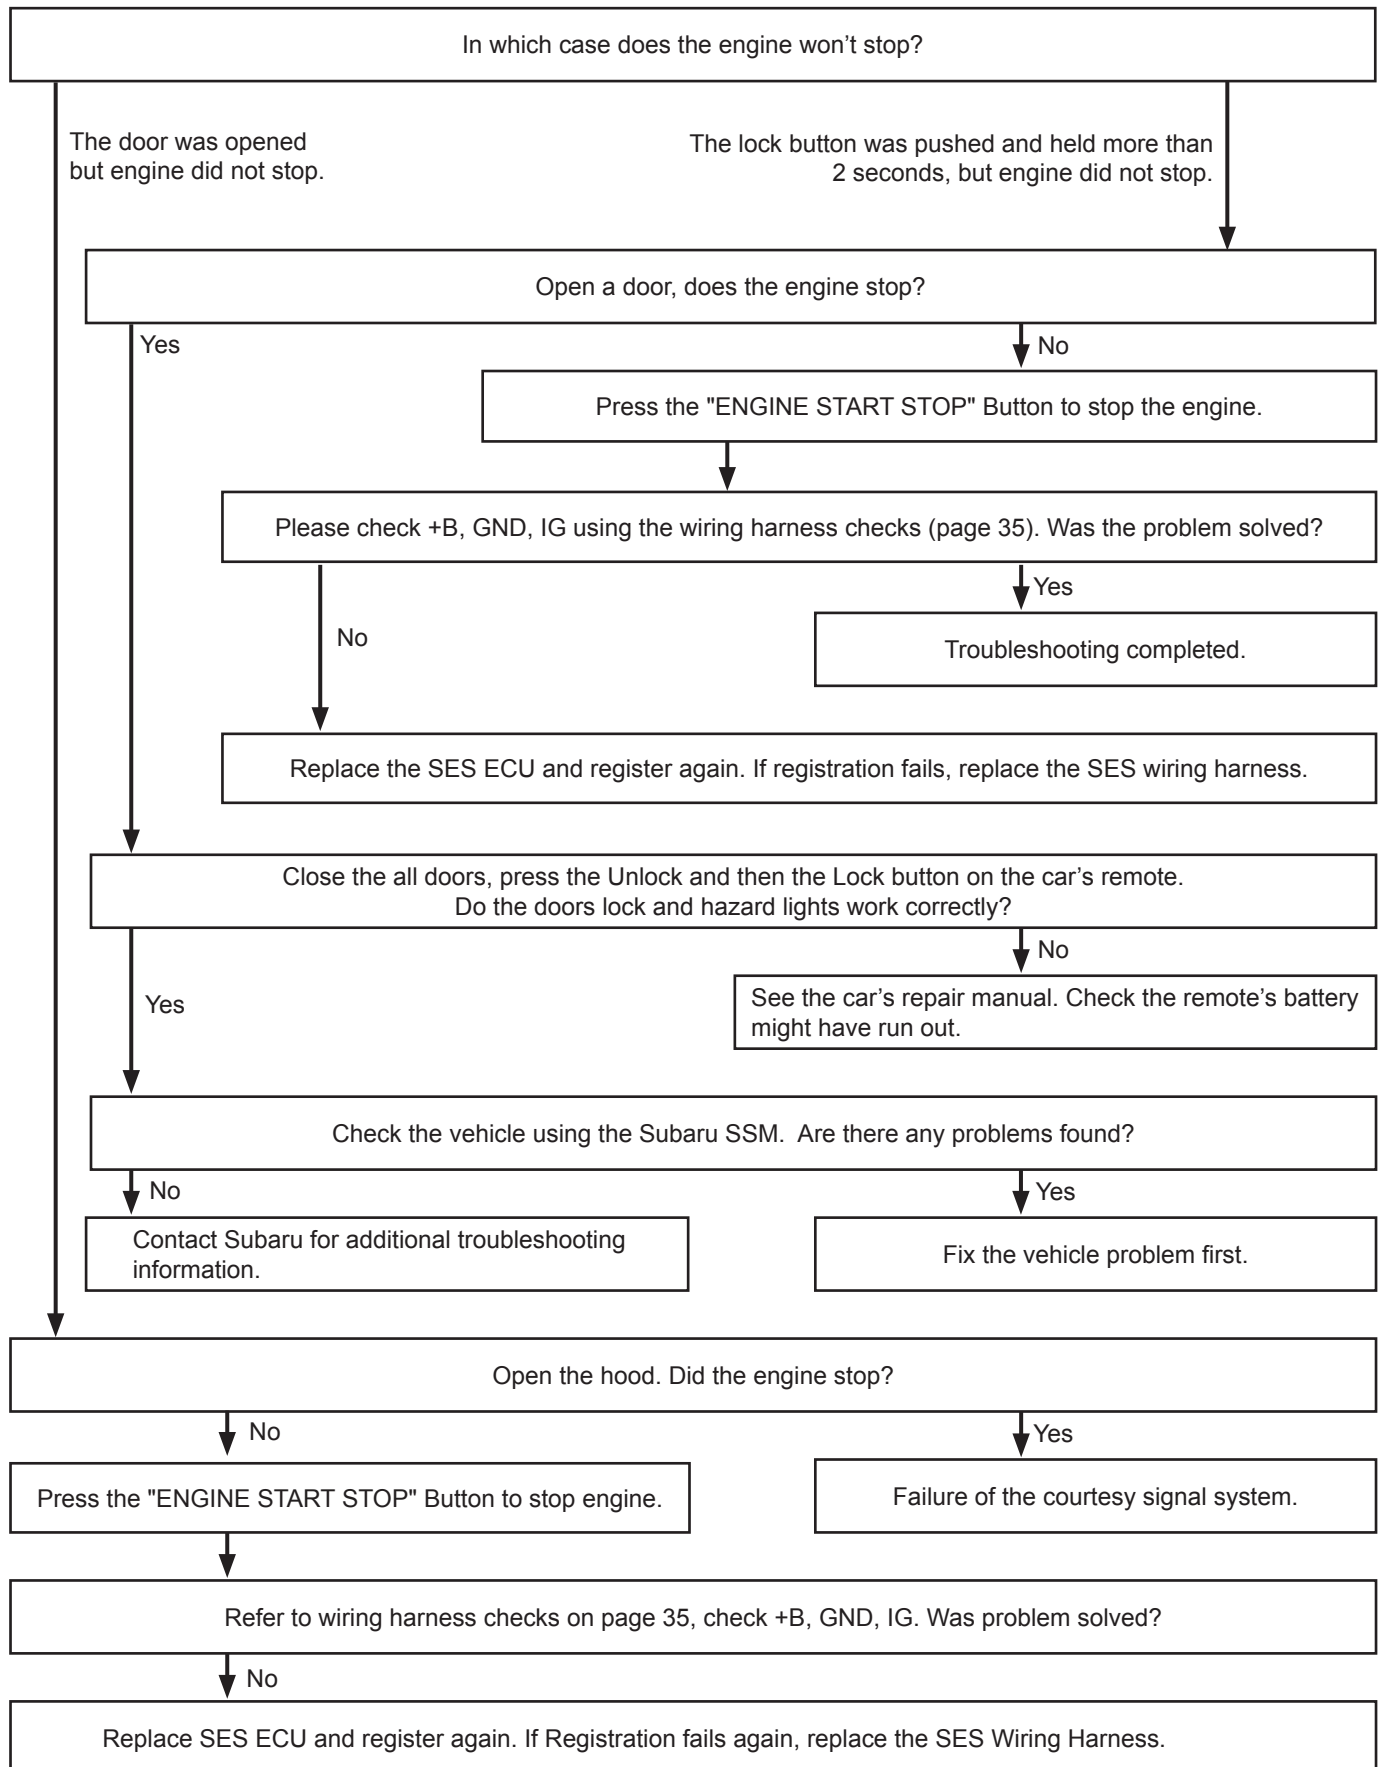 In which case does the engine won't stop?
The door was opened
but engine did not stop.
The lock button was pushed and held more than
2 seconds, but engine did not stop.
Open a door, does the engine stop?
Yes
No
Press the "ENGINE START STOP" Button to stop the engine.
Please check +B, GND, IG using the wiring harness checks (page 35). Was the problem solved?
Yes
No
Troubleshooting completed.
Replace the SES ECU and register again. If registration fails, replace the SES wiring harness.
Close the all doors, press the Unlock and then the Lock button on the car’s remote.
Do the doors lock and hazard lights work correctly?
No
Yes
See the car’s repair manual. Check the remote’s battery
might have run out.
Check the vehicle using the Subaru SSM.  Are there any problems found?
No
Yes
Contact Subaru for additional troubleshooting
information.
Fix the vehicle problem first.
Open the hood. Did the engine stop?
No
Yes
Press the "ENGINE START STOP" Button to stop engine.
Failure of the courtesy signal system.
Refer to wiring harness checks on page 35, check +B, GND, IG. Was problem solved?
No
Replace SES ECU and register again. If Registration fails again, replace the SES Wiring Harness.